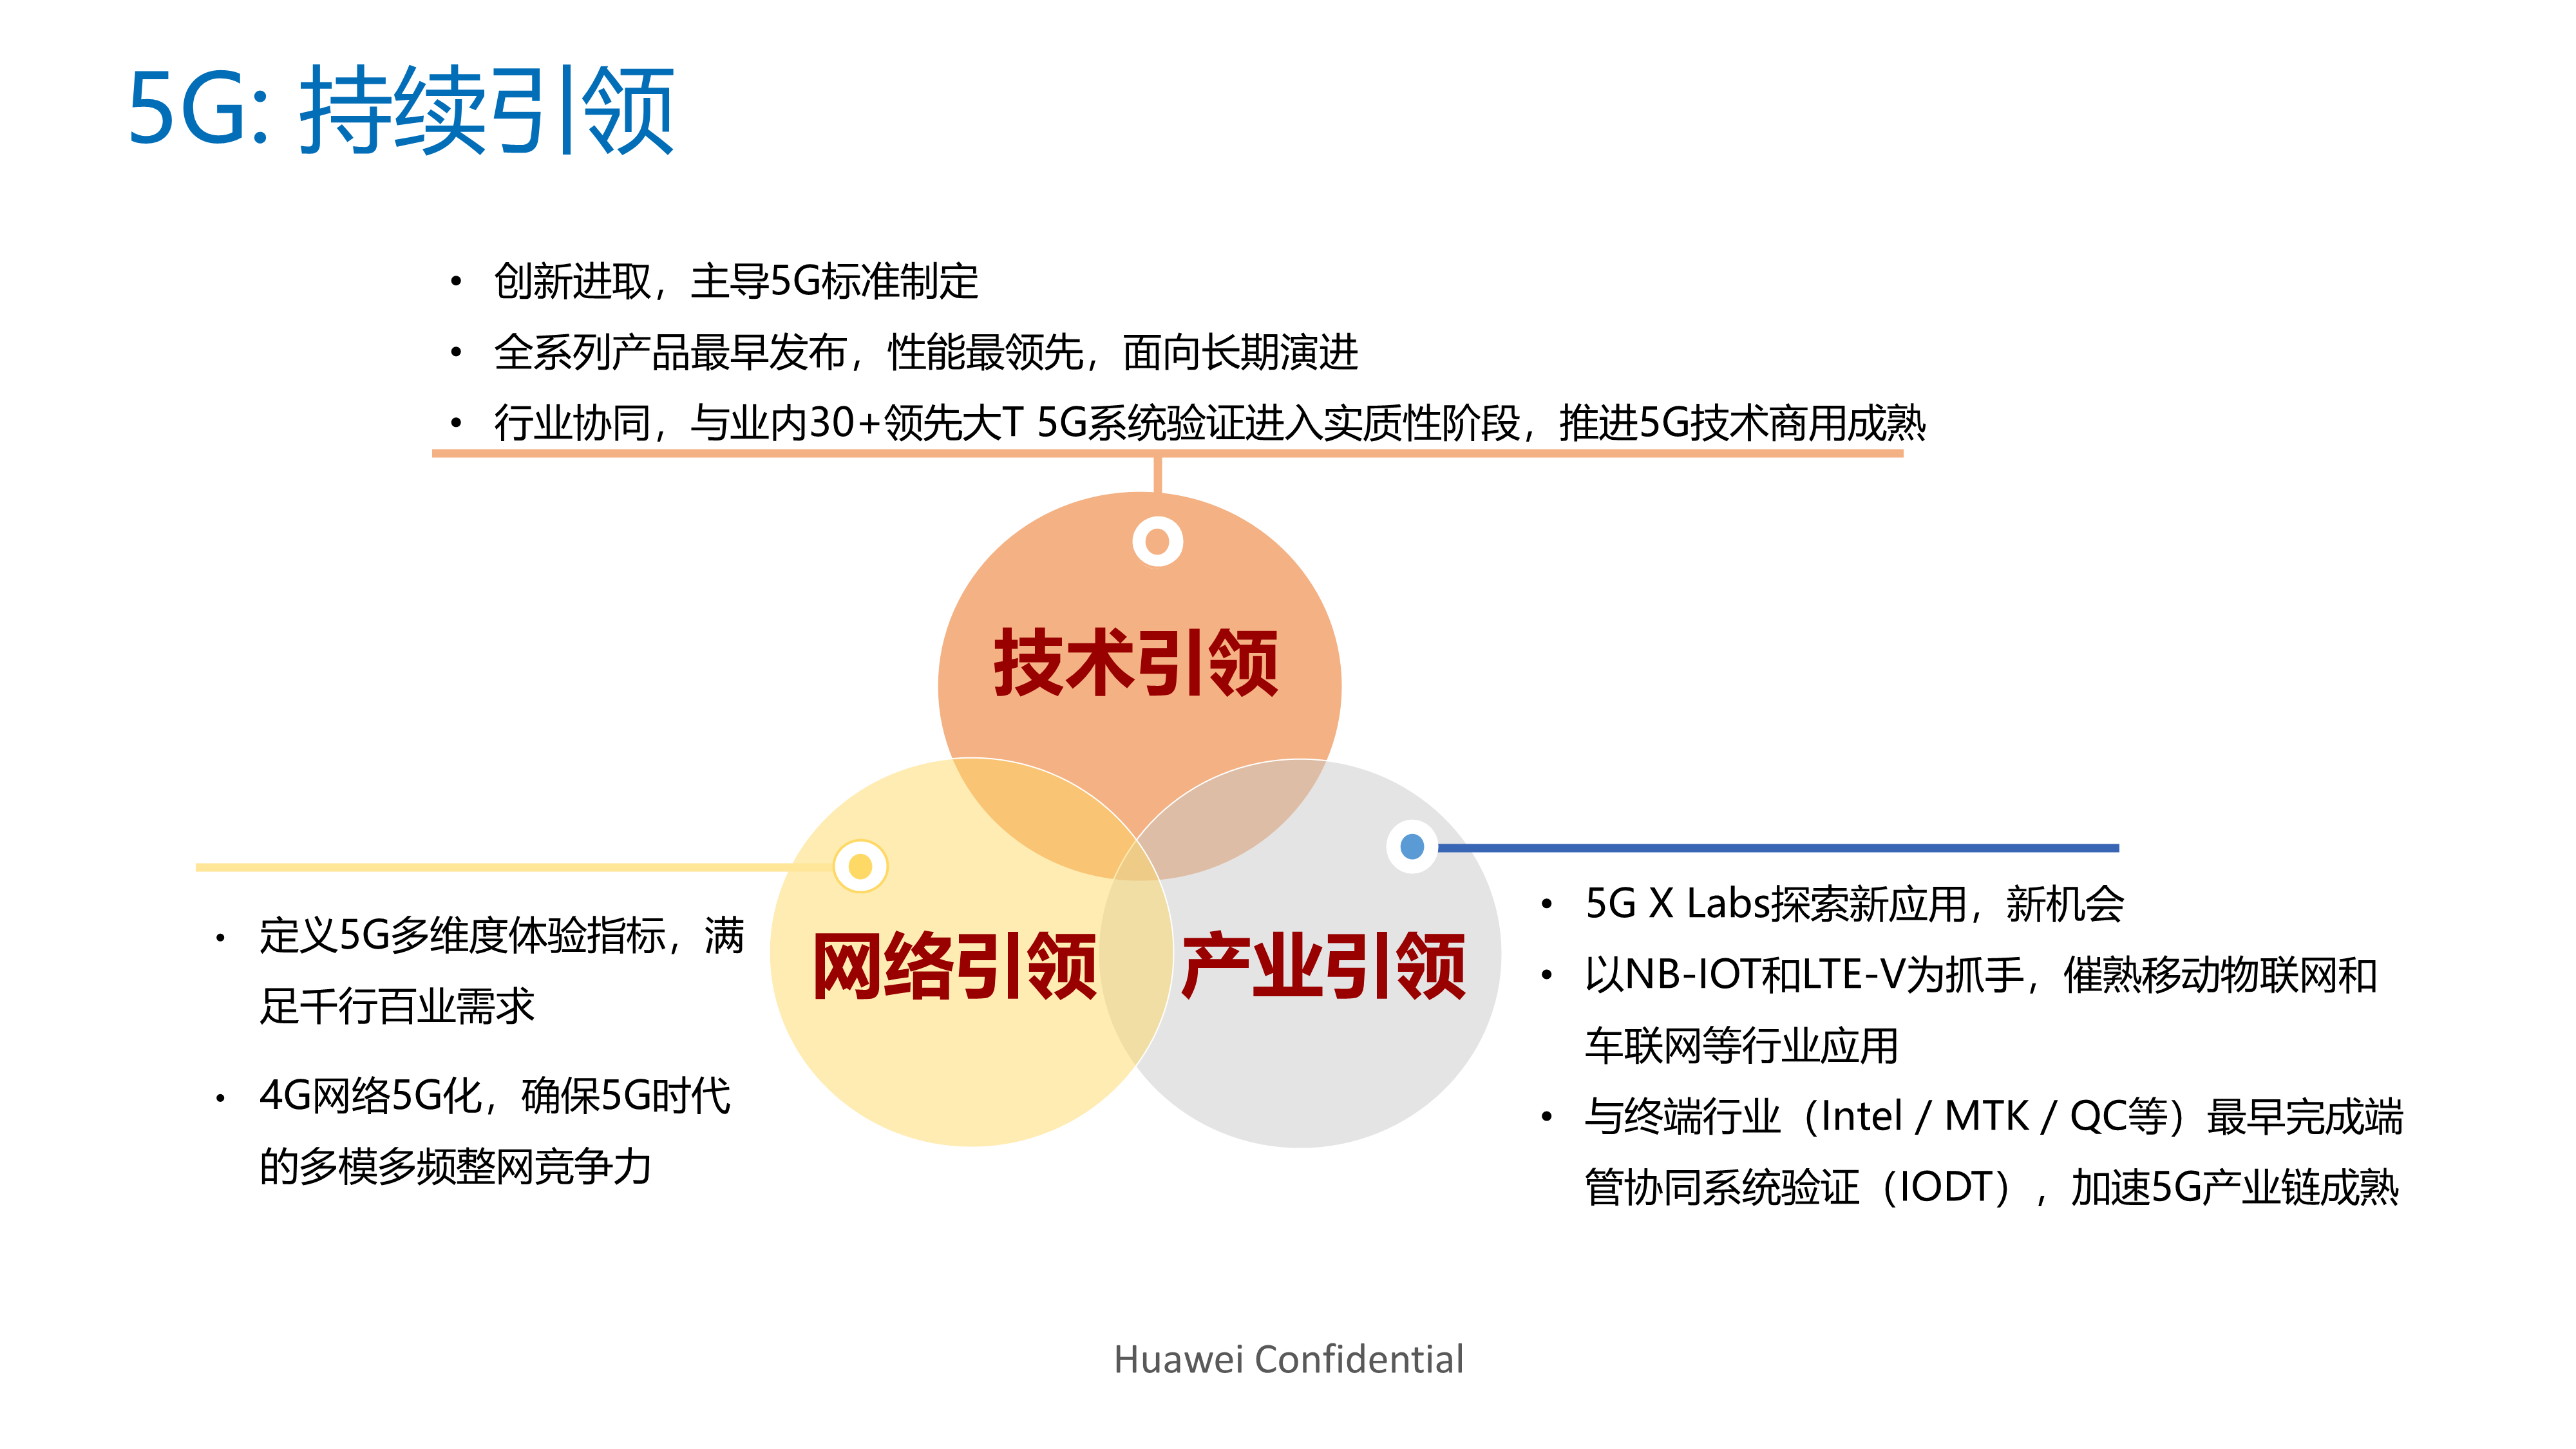 5G: 持续引领
• 创新进取，主导5G标准制定
• 全系列产品最早发布，性能最领先，面向长期演进
• 行业协同，与业内30+领先大T 5G系统验证进入实质性阶段，推进5G技术商用成熟
技术引领
网络引领
产业引领
• 定义5G多维度体验指标，满
足千行百业需求
• 4G网络5G化，确保5G时代
的多模多频整网竞争力
• 5G X Labs探索新应用，新机会
• 以NB-IOT和LTE-V为抓手，催熟移动物联网和
车联网等行业应用
• 与终端行业（Intel / MTK / QC等）最早完成端
管协同系统验证（IODT），加速5G产业链成熟
Huawei Confidential